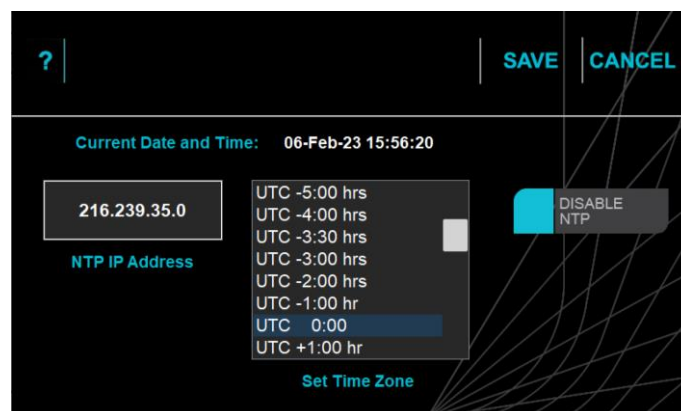 ?
SAVE
CANCEL
Current Date and Time: 06-Feb-23 15:56:20
216.239.35.0
NTP IP Address
UTC -5:00 hrs
UTC -4:00 hrs
UTC -3:30 hrs
UTC -3:00 hrs
UTC -2:00 hrs
UTC -1:00 hr
UTC 0:00
UTC +1:00 hr
Set Time Zone
DISABLE
NTP